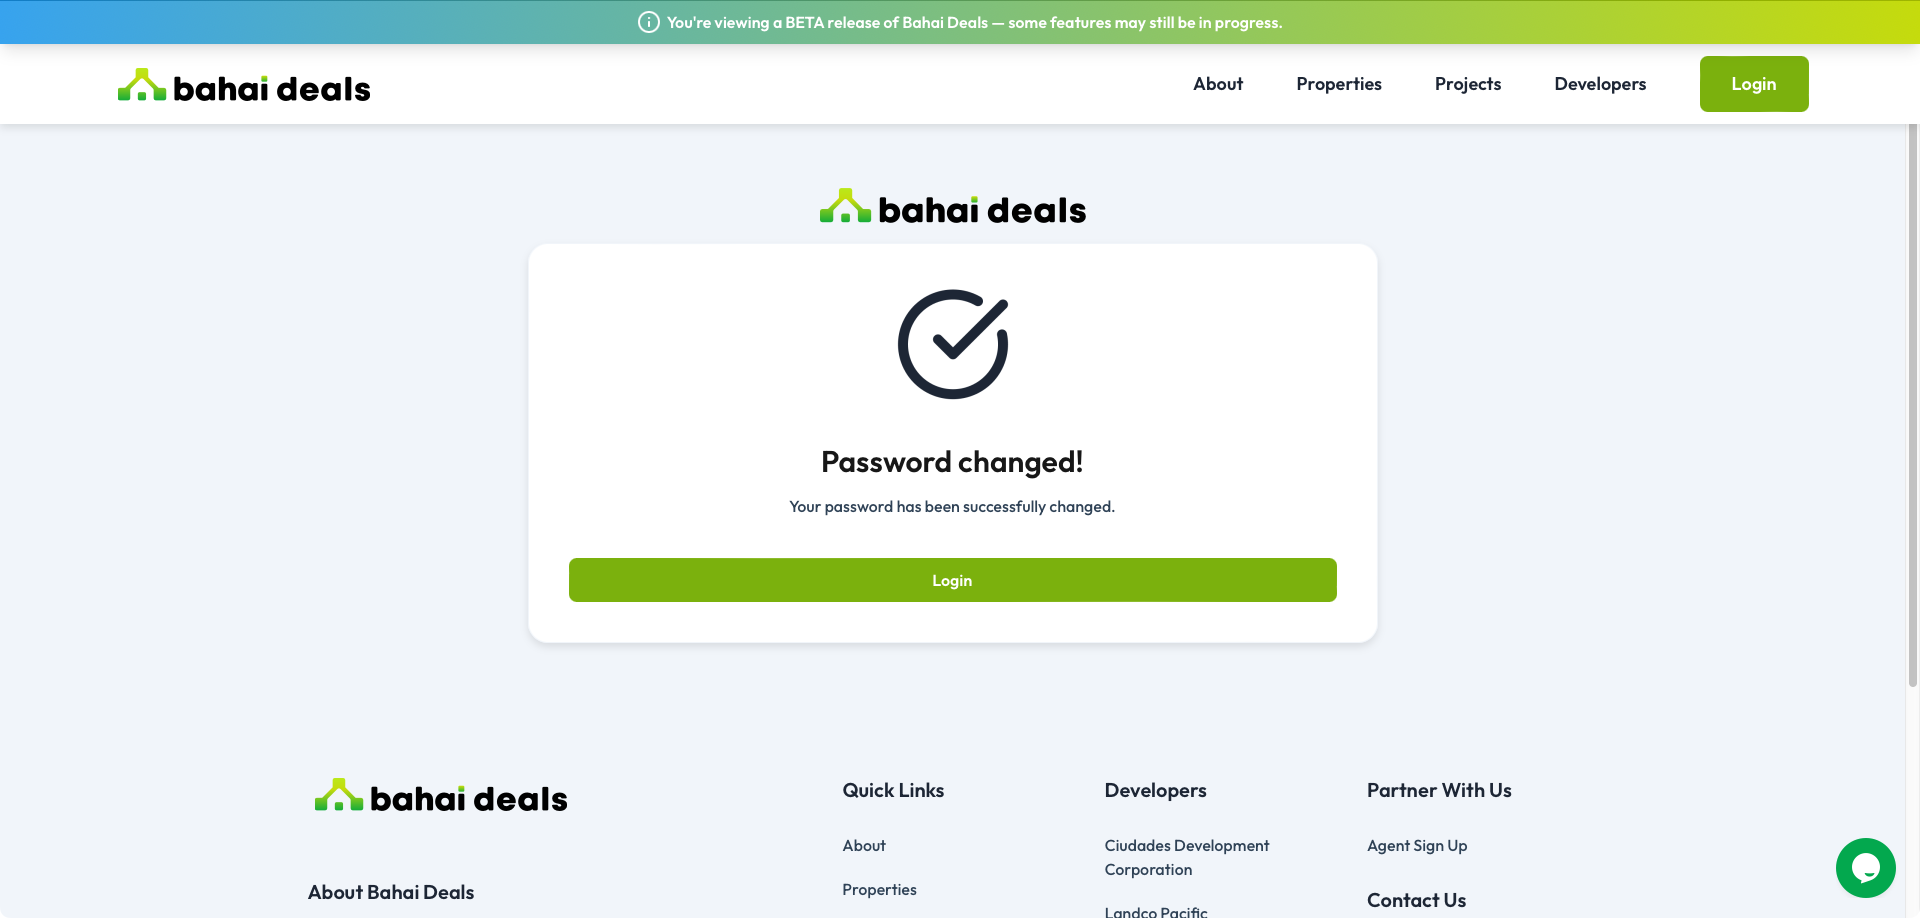 You're viewing a BETA release of Bahai Deals — some features may still be in progress.
bahai deals
About
Properties
Projects
Developers
Login
bahai deals
Password changed!
Your password has been successfully changed.
Login
bahai deals
About Bahai Deals
Quick Links
About
Properties
Developers
Ciudades Development
Corporation
Landco Pacific
Partner With Us
Agent Sign Up
Contact Us